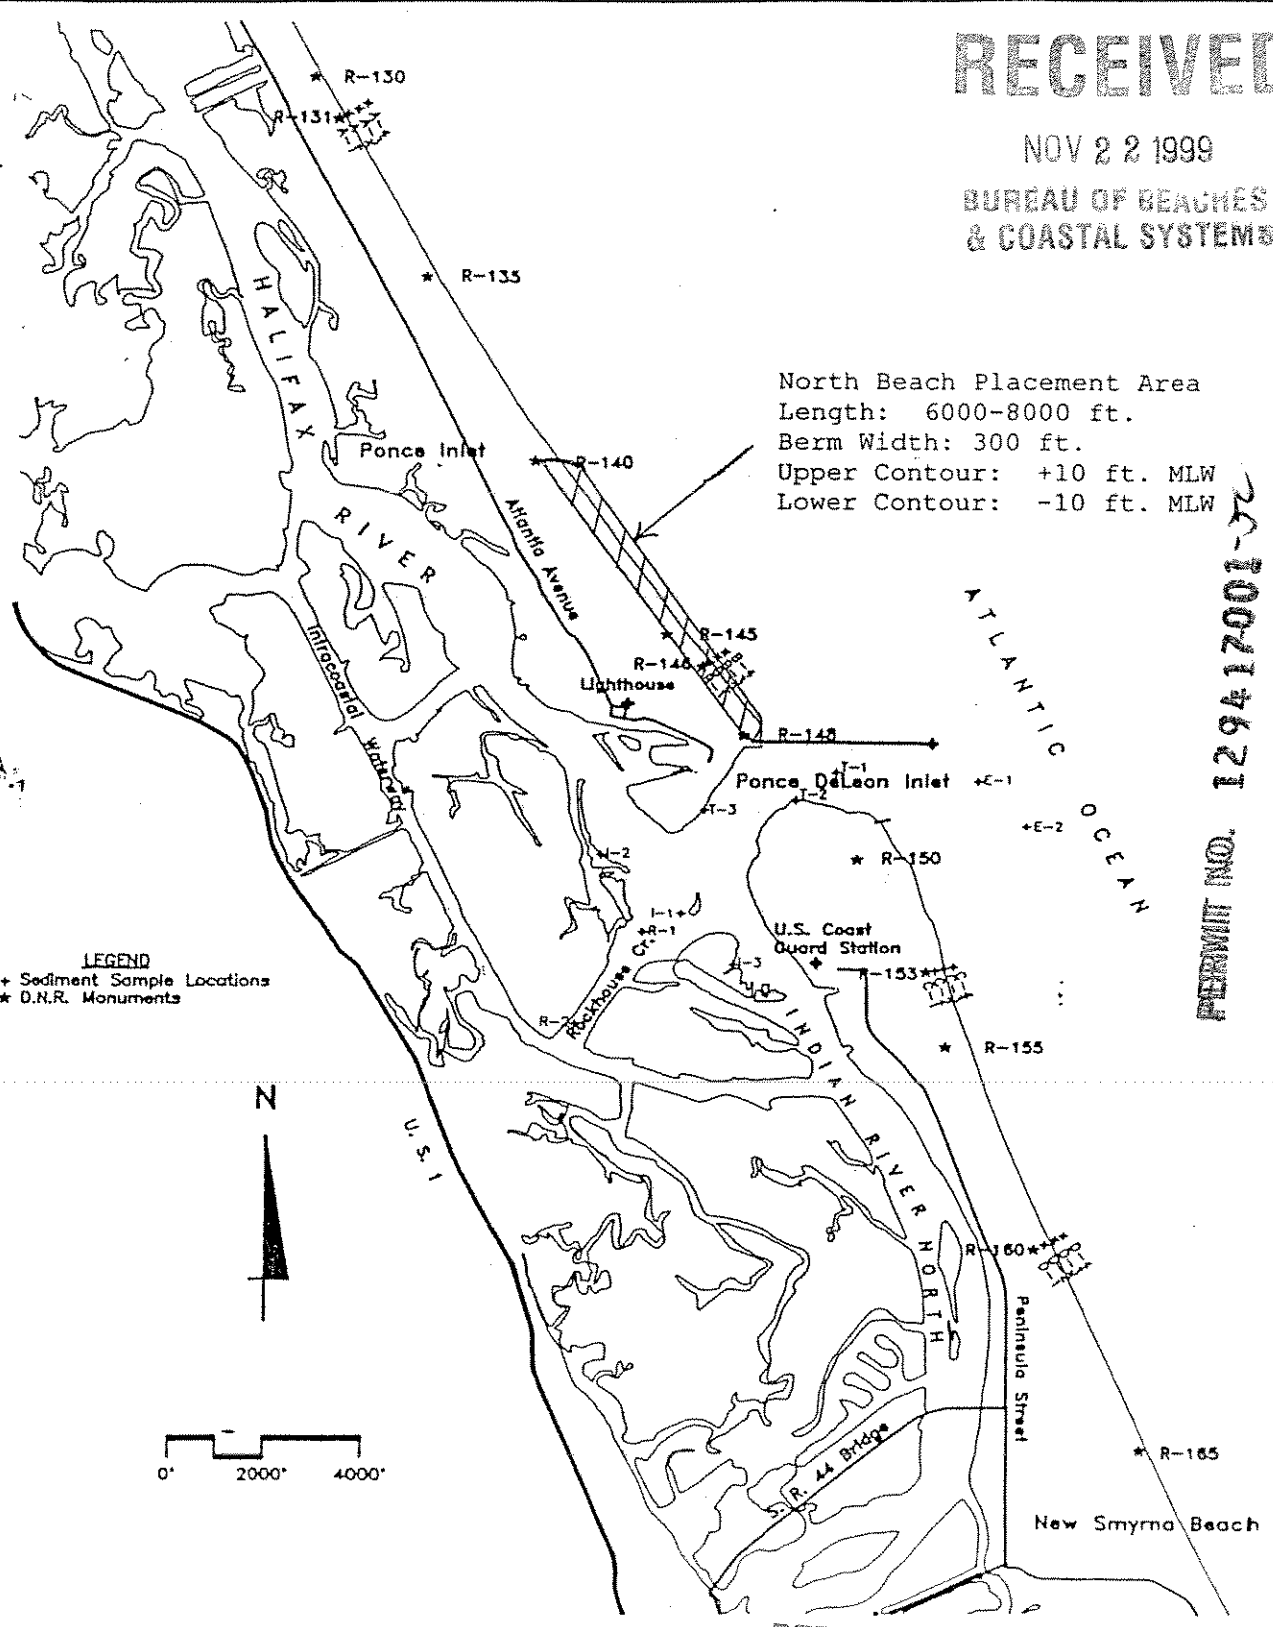 RECEIVED
NOV 2 2 1999
BUREAU OF BEACHES
& COASTAL SYSTEMS
R-130
R-131
R-135
HALIFAX
North Beach Placement Area
Length: 6000-8000 ft.
Berm Width: 300 ft.
Upper Contour: +10 ft. MLW
Lower Contour: -10 ft. MLW
Ponce Inlet
R-140
RIVER
Atlantic Avenue
ATLANTIC
OCEAN
PERMIT NO. 129417001-
Intracoastal
Waterway
R-145
R-146
Lighthouse
R-148
T-1
Ponce DeLeon Inlet
+E-1
T-2
+T-3
+E-2
I-2
R-150
I-1+
+R-1
U.S. Coast
Guard Station
I-3
R-153
Rockhouse Cr.
R-2
LEGEND
+ Sediment Sample Locations
★ D.N.R. Monuments
INDIAN RIVER NORTH
R-155
N
U.S. 1
R-160
Peninsula Street
S. R. 44 Bridge
R-165
0' 2000' 4000'
New Smyrna Beach